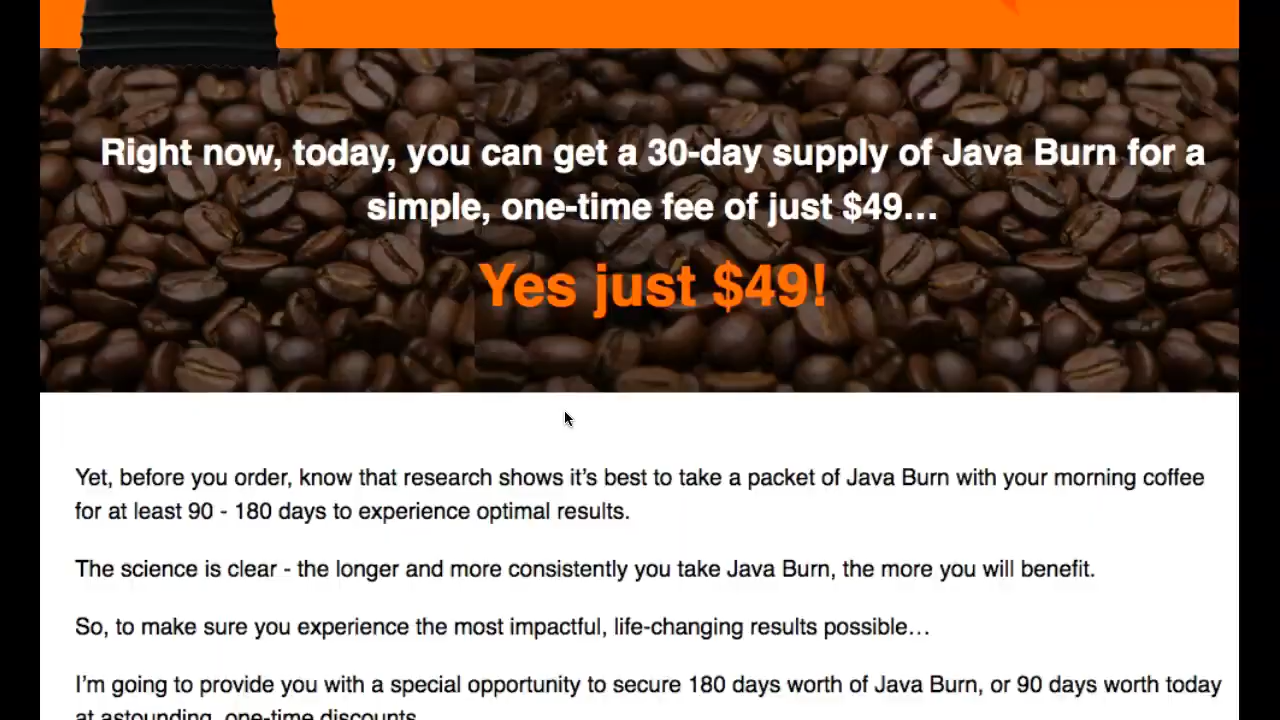 Right now, today, you can get a 30-day supply of Java Burn for a
simple, one-time fee of just $49...
Yes just $49!
Yet, before you order, know that research shows it’s best to take a packet of Java Burn with your morning coffee
for at least 90 - 180 days to experience optimal results.
The science is clear - the longer and more consistently you take Java Burn, the more you will benefit.
So, to make sure you experience the most impactful, life-changing results possible…
I’m going to provide you with a special opportunity to secure 180 days worth of Java Burn, or 90 days worth today
at astounding, one-time discounts